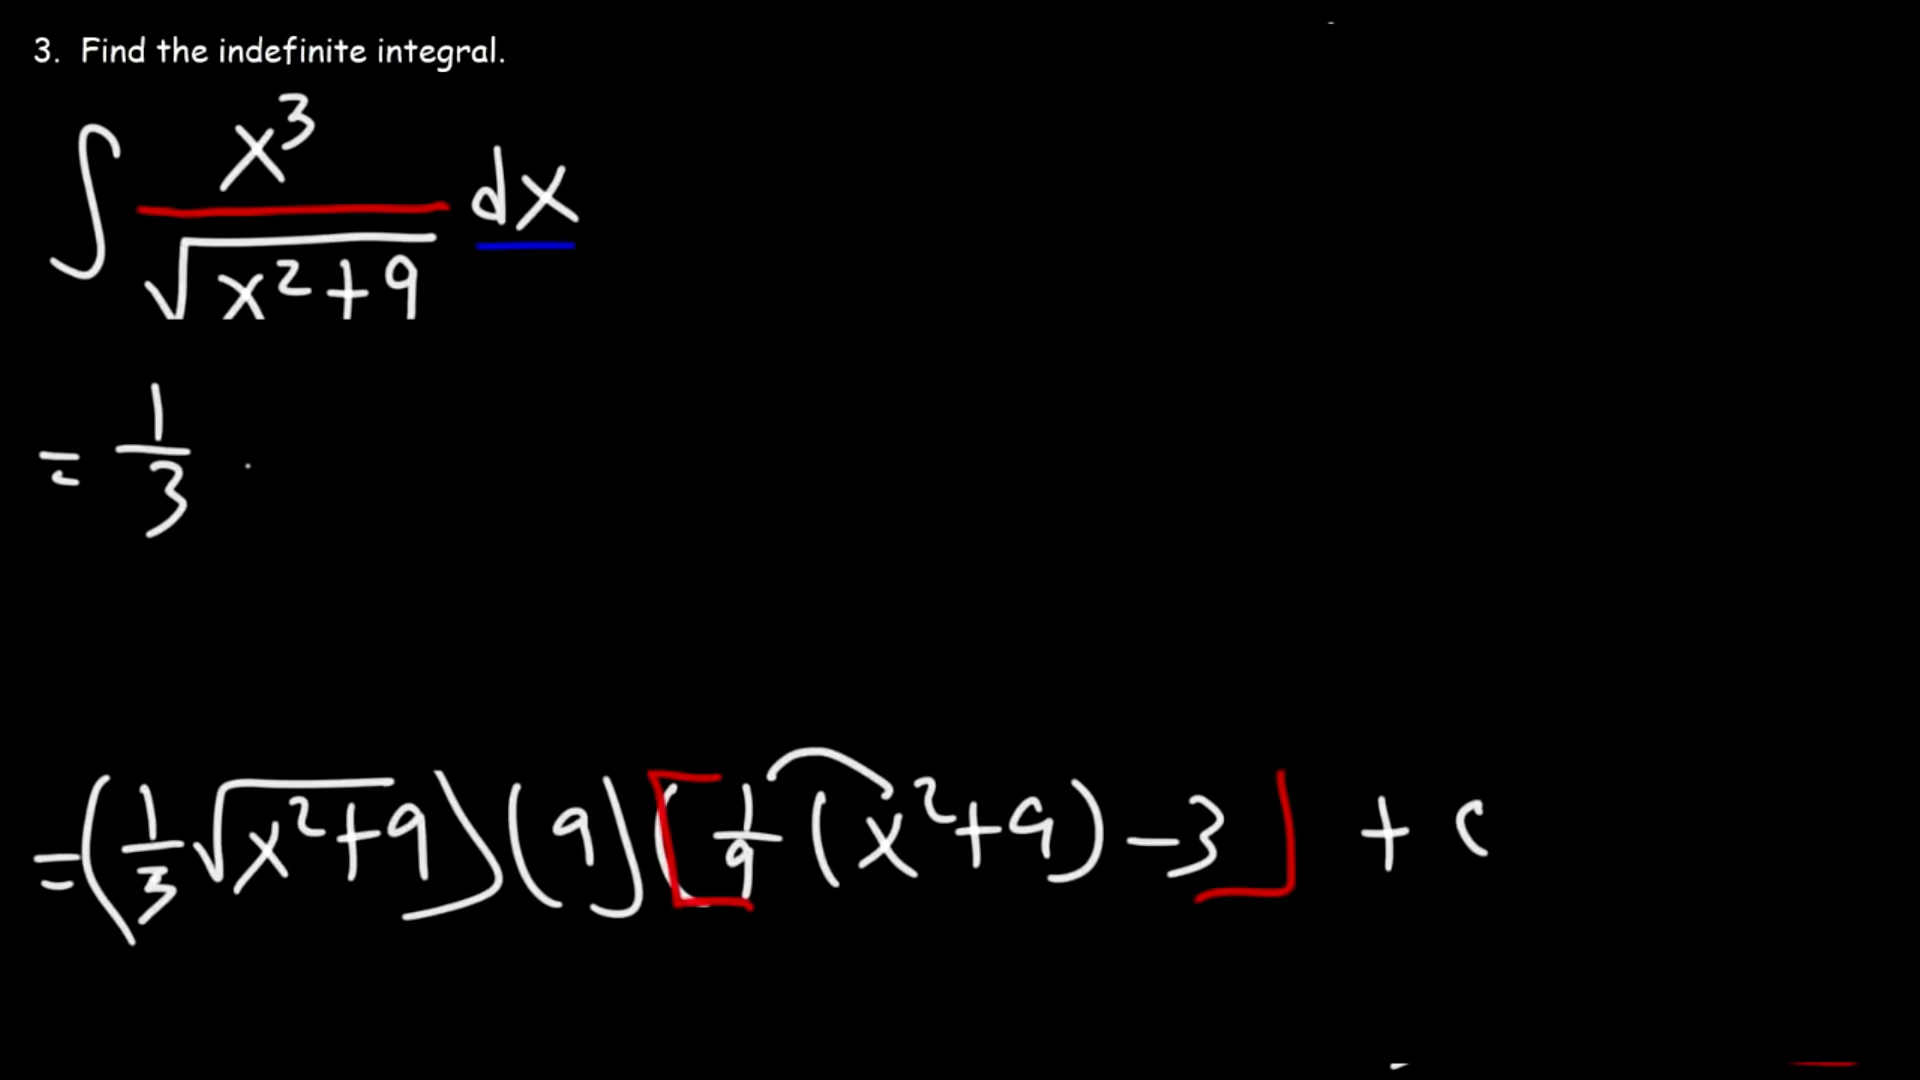 3. Find the indefinite integral.
∫ x³/√(x²+9) dx
= 1/3
= (1/3 √(x²+9)) (9) [(1/9 (x²+9) − 3] + c